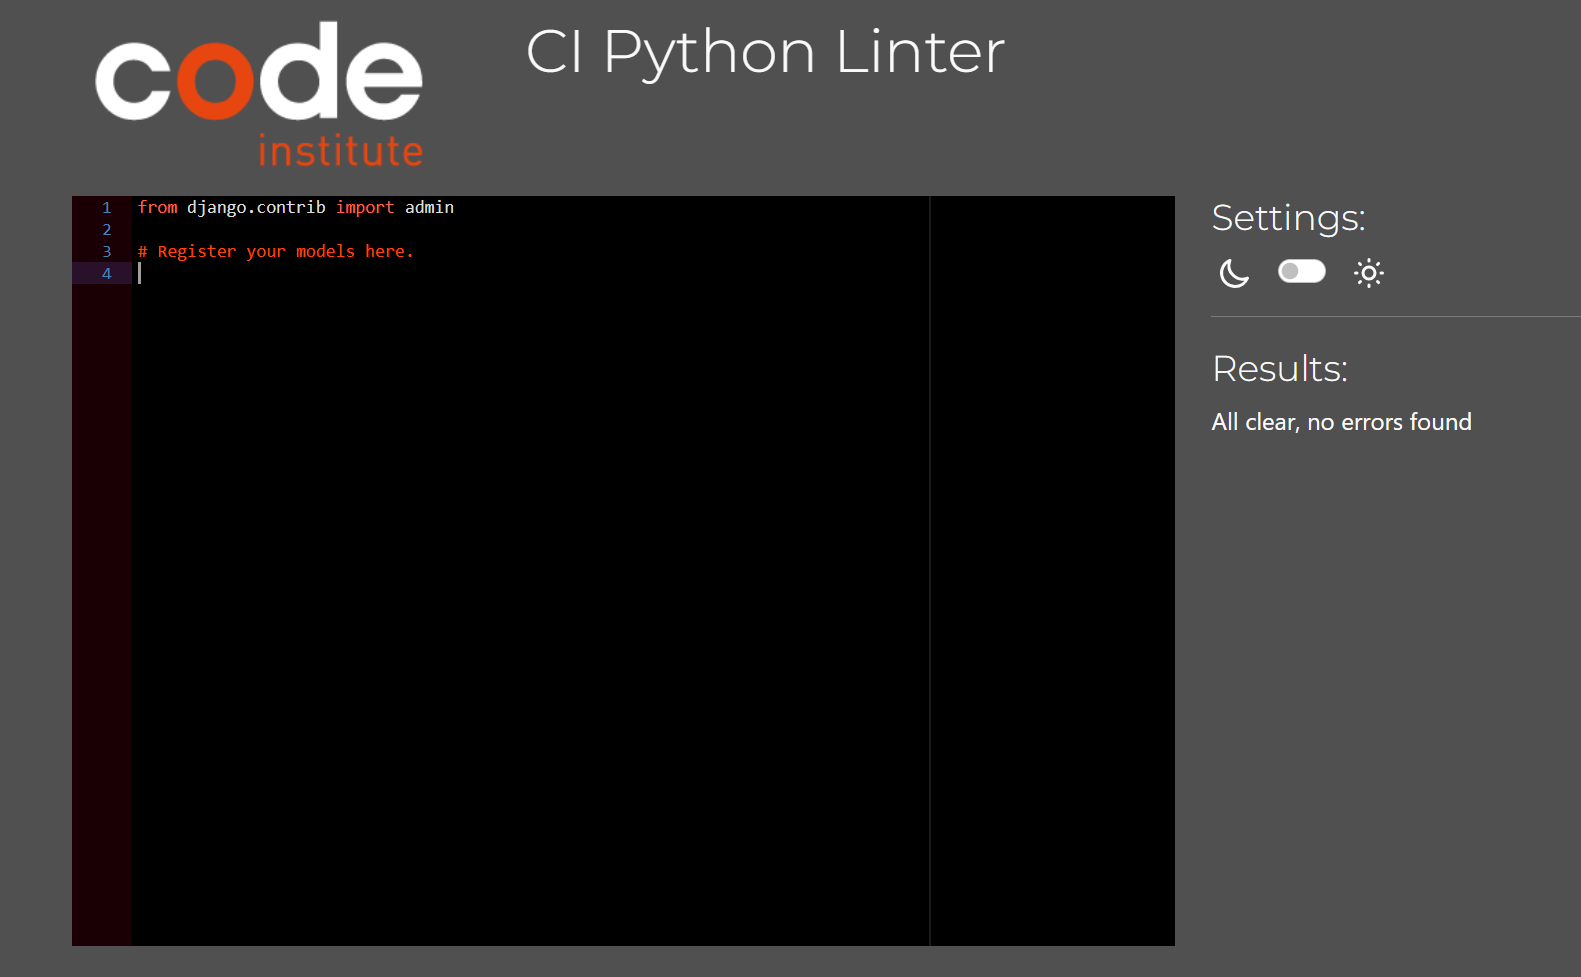 code
institute
CI Python Linter
1 from django.contrib import admin
2
3 # Register your models here.
4
Settings:
Results:
All clear, no errors found